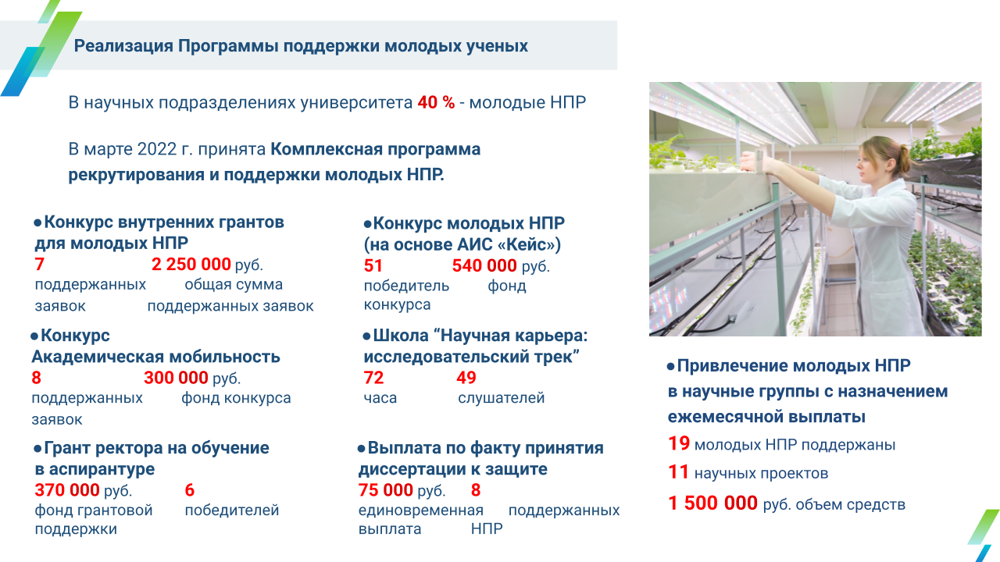 Реализация Программы поддержки молодых ученых
В научных подразделениях университета 40 % - молодые НПР
В марте 2022 г. принята Комплексная программа
рекрутирования и поддержки молодых НПР.
●Конкурс внутренних грантов
для молодых НПР
7 2 250 000 руб.
поддержанных общая сумма
заявок поддержанных заявок
●Конкурс
Академическая мобильность
8 300 000 руб.
поддержанных фонд конкурса
заявок
●Грант ректора на обучение
в аспирантуре
370 000 руб. 6
фонд грантовой победителей
поддержки
●Конкурс молодых НПР
(на основе АИС «Кейс»)
51 540 000 руб.
победитель фонд
конкурса
●Школа “Научная карьера:
исследовательский трек”
72 49
часа слушателей
●Выплата по факту принятия
диссертации к защите
75 000 руб. 8
единовременная поддержанных
выплата НПР
●Привлечение молодых НПР
в научные группы с назначением
ежемесячной выплаты
19 молодых НПР поддержаны
11 научных проектов
1 500 000 руб. объем средств